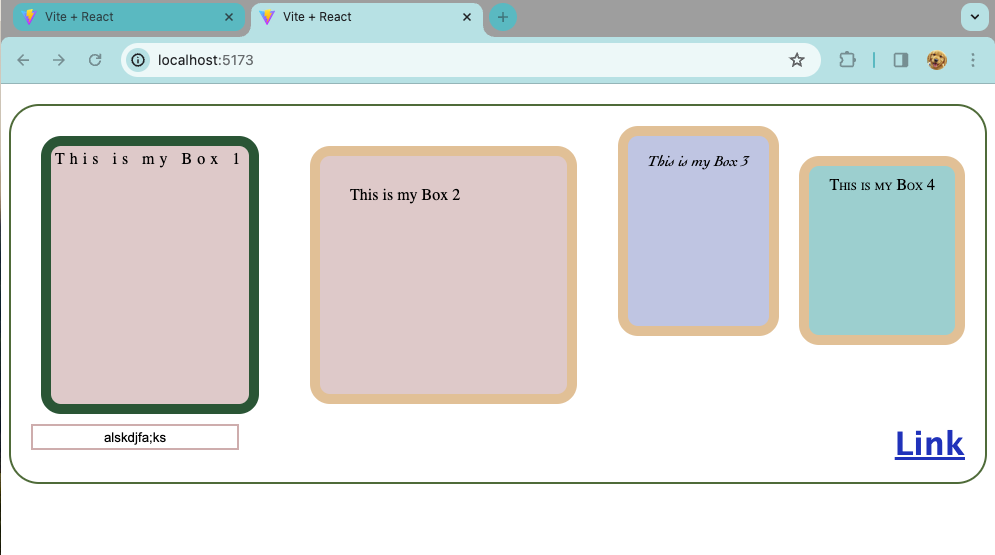 Vite + React
Vite + React
localhost:5173
This is my Box 1
This is my Box 2
This is my Box 3
This is my Box 4
alskdjfa;ks
Link